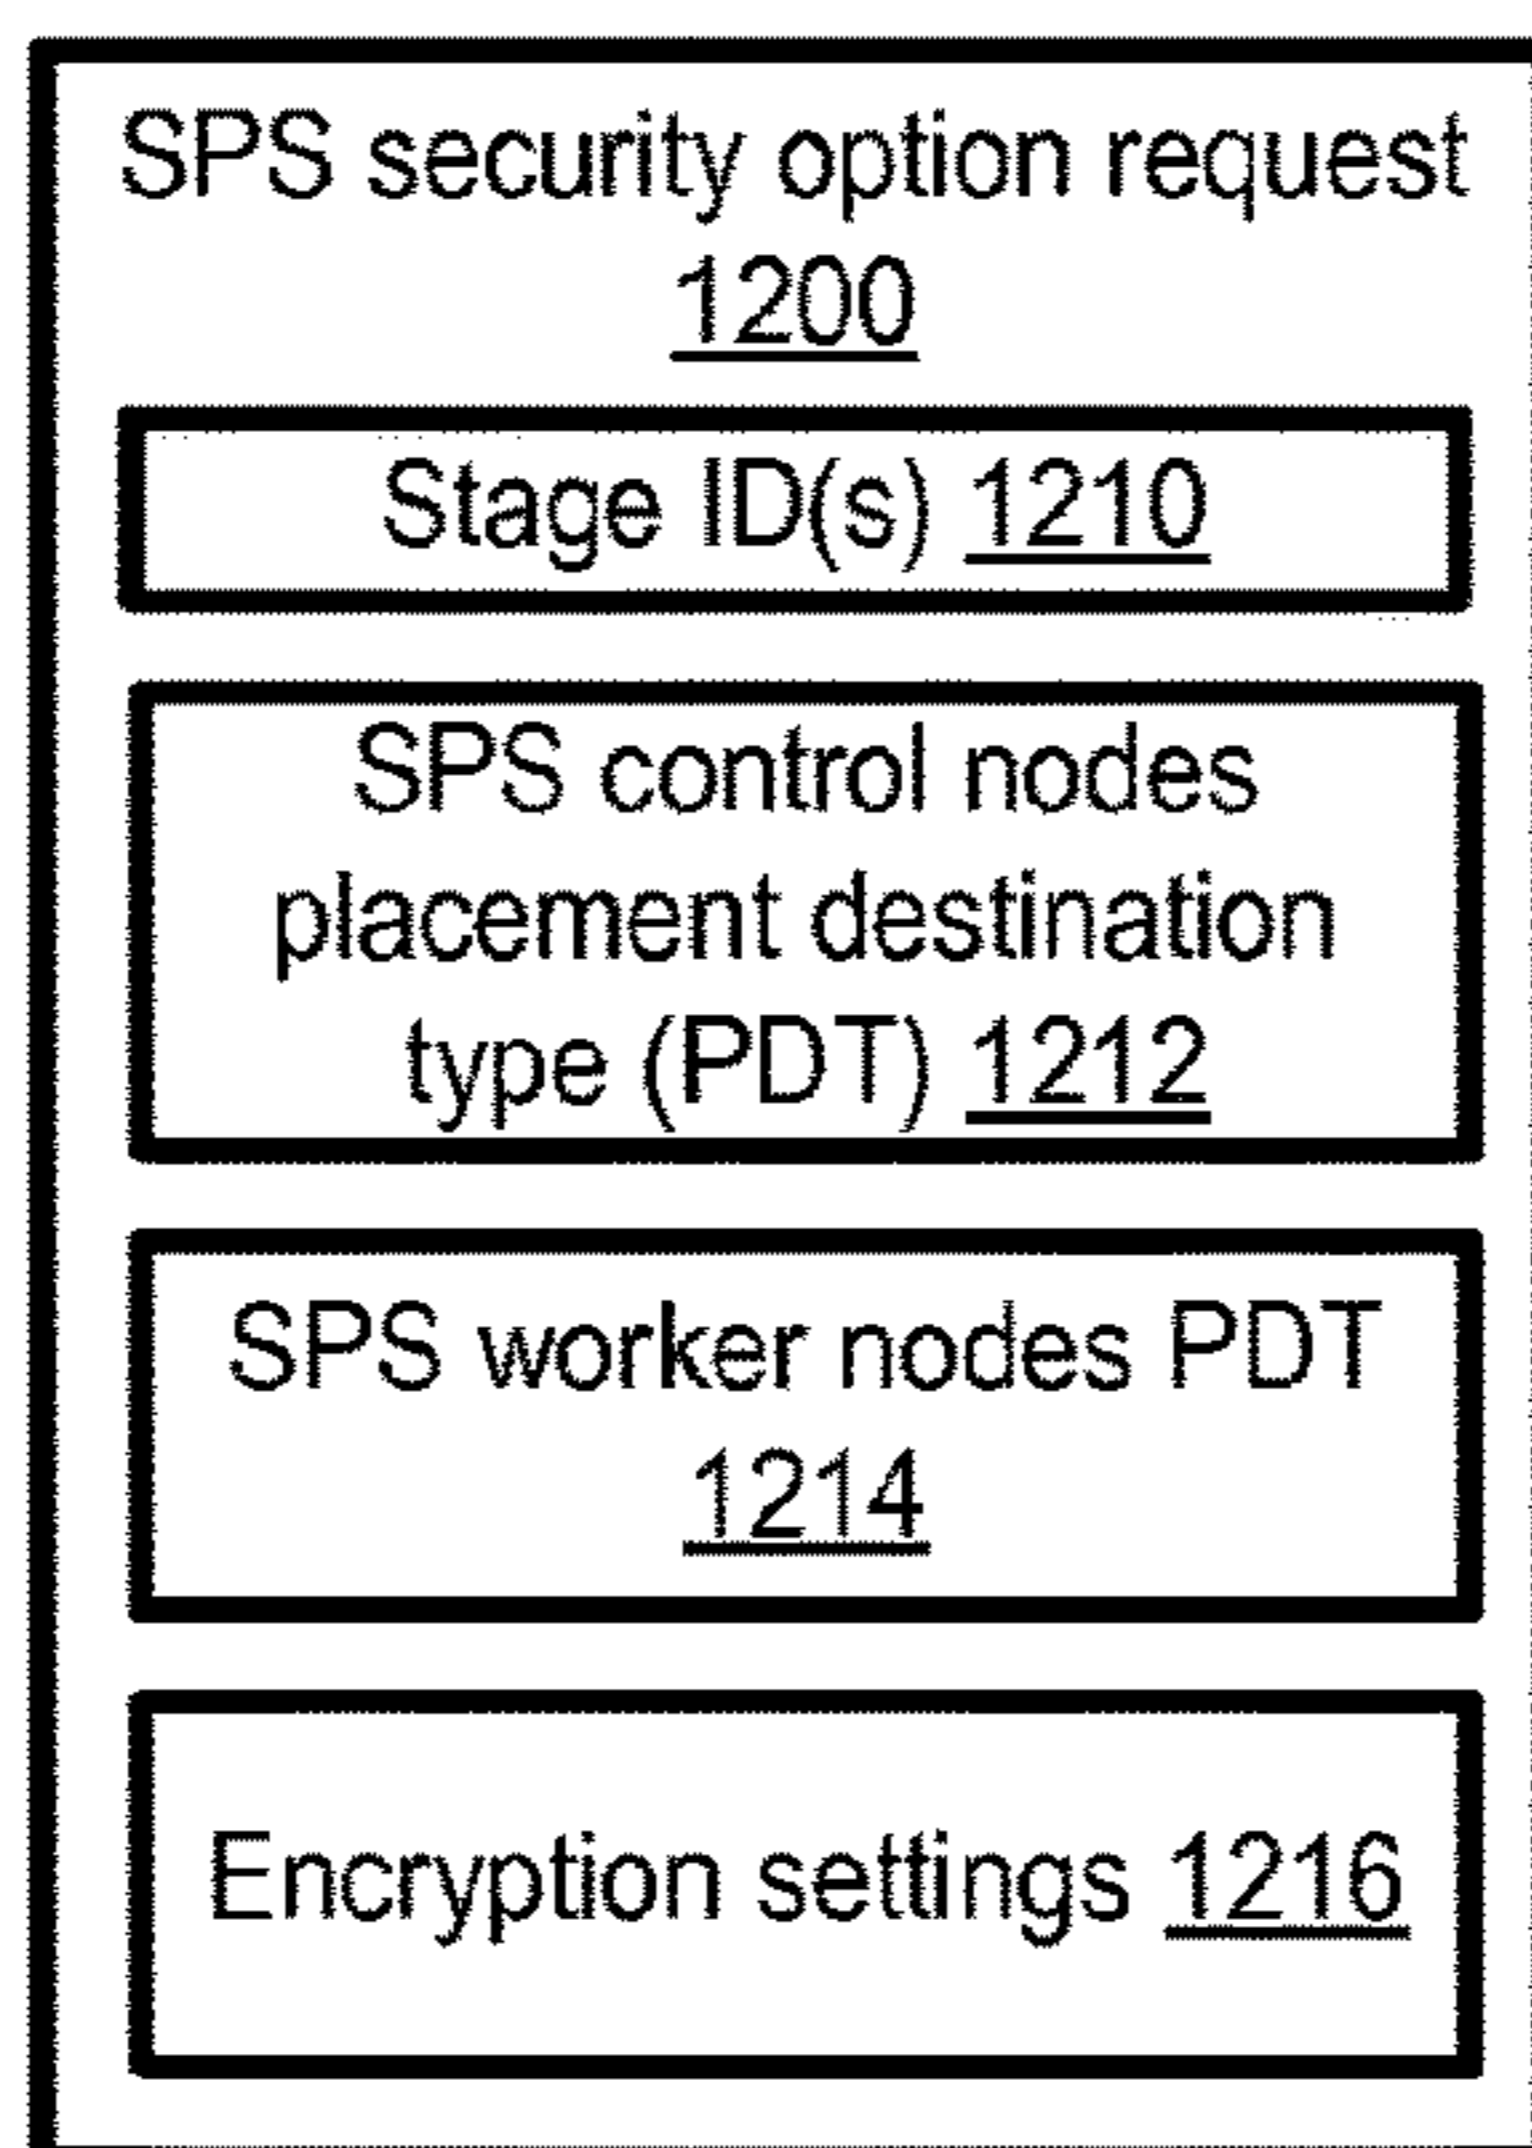 SPS security option request
1200
Stage ID(s) 1210
SPS control nodes
placement destination
type (PDT) 1212
SPS worker nodes PDT
1214
Encryption settings 1216